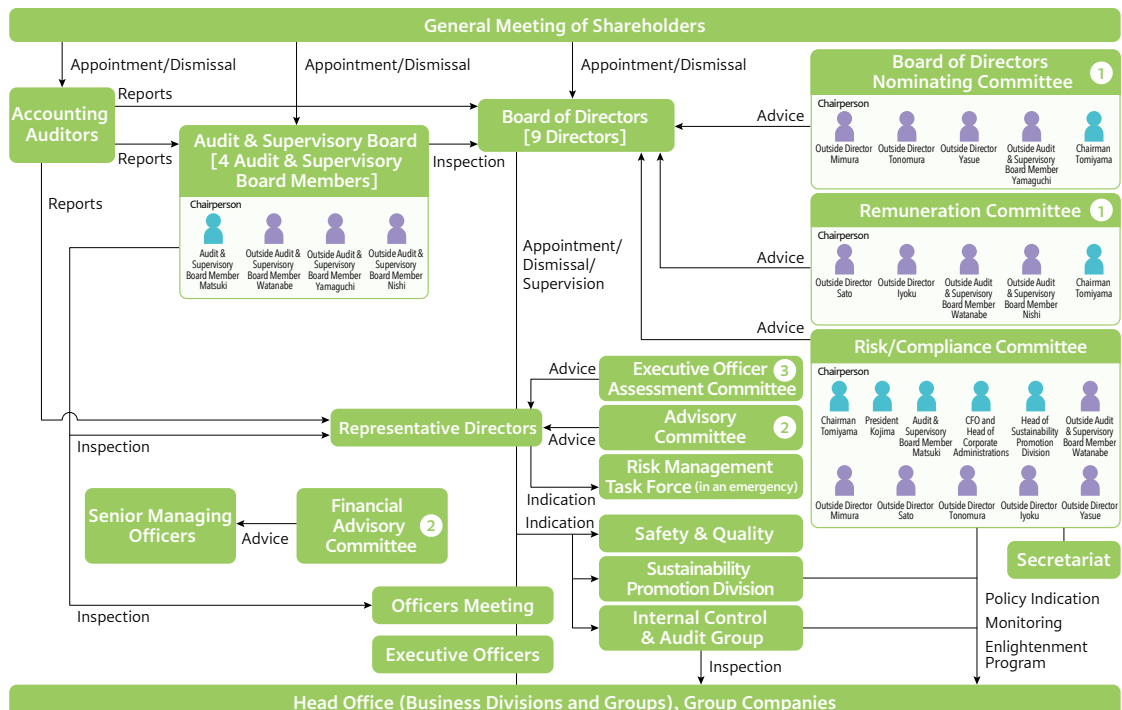 General Meeting of Shareholders
Appointment/Dismissal
Appointment/Dismissal
Appointment/Dismissal
Accounting
Auditors
Reports
Reports
Reports
Audit & Supervisory Board
[4 Audit & Supervisory
Board Members]
Chairperson
Audit &
Supervisory
Board Member
Matsuki
Outside Audit &
Supervisory
Board Member
Watanabe
Outside Audit &
Supervisory
Board Member
Yamaguchi
Outside Audit &
Supervisory
Board Member
Nishi
Inspection
Board of Directors
[9 Directors]
Advice
Board of Directors
Nominating Committee
1
Chairperson
Outside Director
Mimura
Outside Director
Tonomura
Outside Director
Yasue
Outside Audit
& Supervisory
Board Member
Yamaguchi
Chairman
Tomiyama
Advice
Remuneration Committee
1
Chairperson
Outside Director
Sato
Outside Director
Iyoku
Outside Audit
& Supervisory
Board Member
Watanabe
Outside Audit
& Supervisory
Board Member
Nishi
Chairman
Tomiyama
Appointment/
Dismissal/
Supervision
Advice
Risk/Compliance Committee
Chairperson
Chairman
Tomiyama
President
Kojima
Audit &
Supervisory
Board Member
Matsuki
CFO and
Head of
Corporate
Administrations
Head of
Sustainability
Promotion
Division
Outside Audit
& Supervisory
Board Member
Watanabe
Outside Director
Mimura
Outside Director
Sato
Outside Director
Tonomura
Outside Director
Iyoku
Outside Director
Yasue
Secretariat
Advice
Executive Officer
Assessment Committee
3
Representative Directors
Advice
Advisory
Committee
2
Inspection
Indication
Risk Management
Task Force (in an emergency)
Senior Managing
Officers
Advice
Financial
Advisory
Committee
2
Indication
Safety & Quality
Sustainability
Promotion Division
Internal Control
& Audit Group
Inspection
Officers Meeting
Executive Officers
Inspection
Policy Indication
Monitoring
Enlightenment
Program
Head Office (Business Divisions and Groups), Group Companies